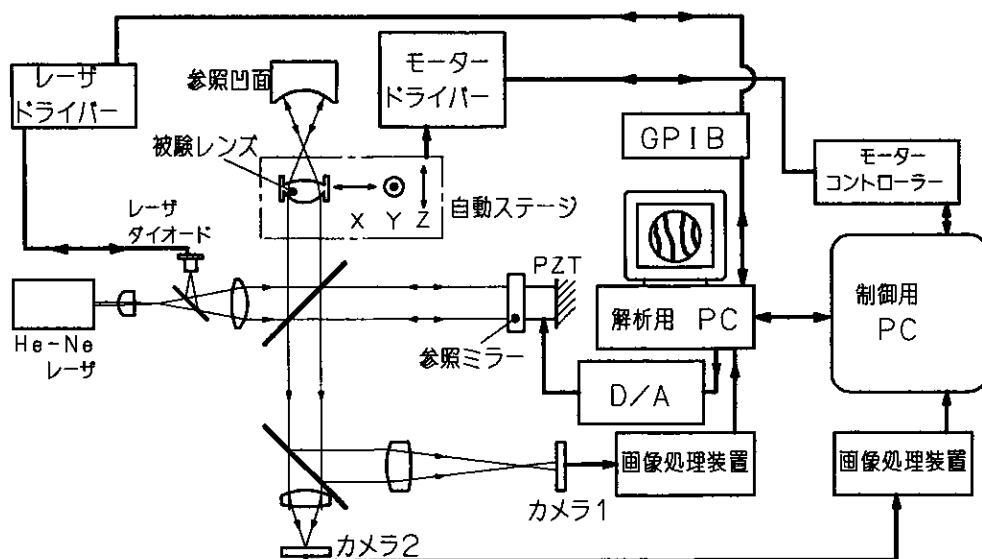 レーザ
ドライバー
参照凹面
モーター
ドライバー
GPIB
モーター
コントローラー
被験レンズ
X Y Z
自動ステージ
レーザ
ダイオード
He-Ne
レーザ
PZT
参照ミラー
解析用 PC
制御用
PC
D/A
画像処理装置
画像処理装置
カメラ1
カメラ2